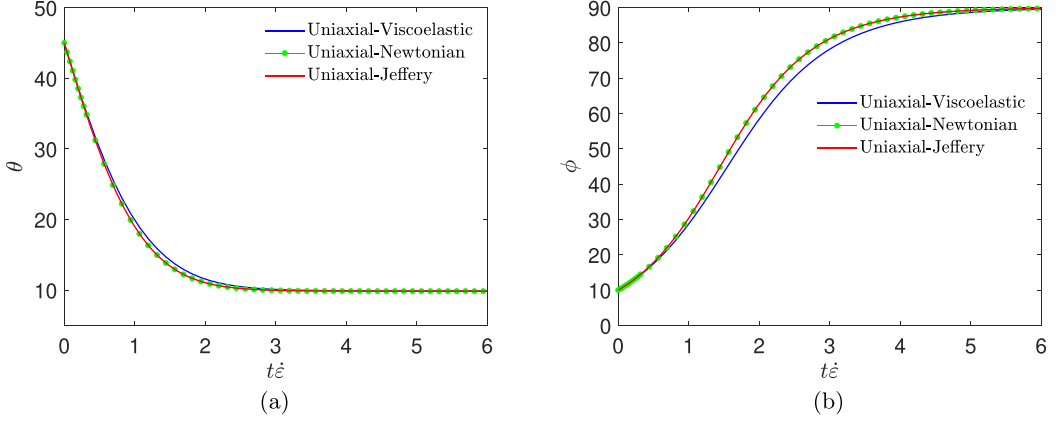 50
40
30
20
10
θ
0 1 2 3 4 5 6
tε̇
Uniaxial-Viscoelastic
Uniaxial-Newtonian
Uniaxial-Jeffery
(a)
90
80
70
60
50
40
30
20
10
0
ϕ
0 1 2 3 4 5 6
tε̇
Uniaxial-Viscoelastic
Uniaxial-Newtonian
Uniaxial-Jeffery
(b)